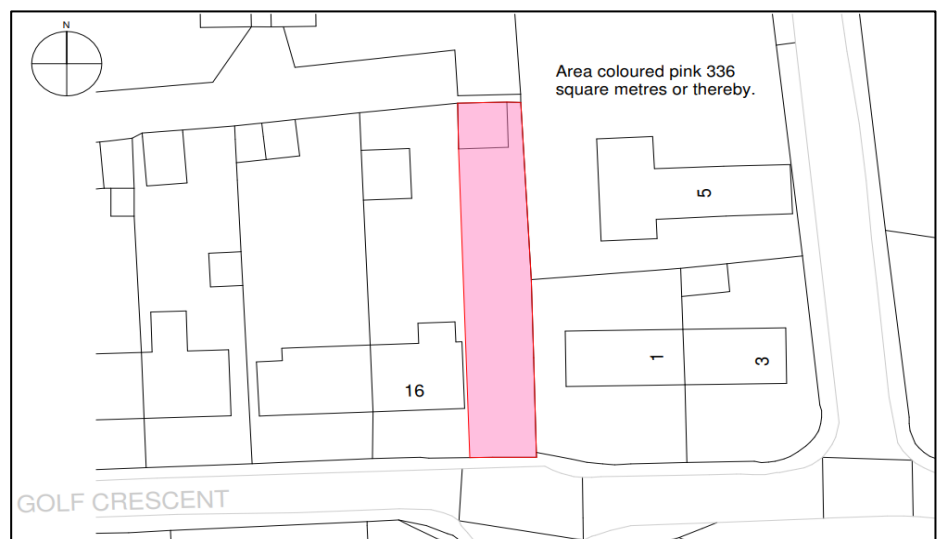 N
Area coloured pink 336
square metres or thereby.
5
1
3
16
GOLF CRESCENT